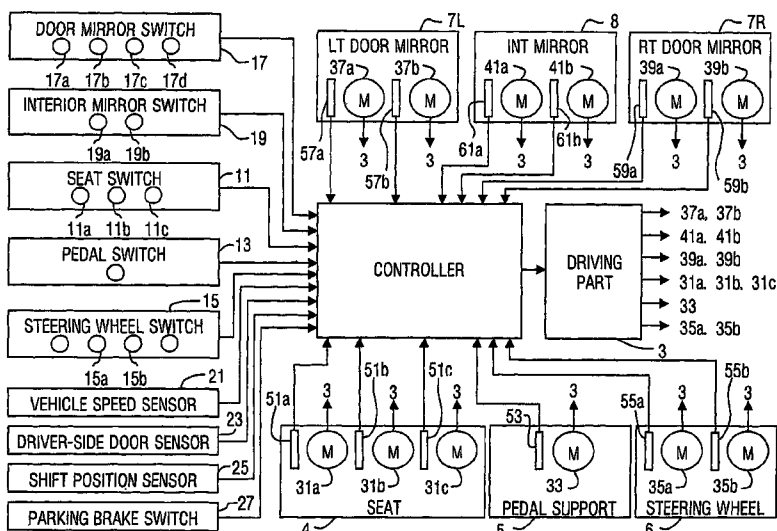 DOOR MIRROR SWITCH
17a 17b 17c 17d
17
INTERIOR MIRROR SWITCH
19a 19b
19
SEAT SWITCH
11a 11b 11c
11
PEDAL SWITCH
13
STEERING WHEEL SWITCH
15a 15b
15
VEHICLE SPEED SENSOR
21
DRIVER-SIDE DOOR SENSOR
23
SHIFT POSITION SENSOR
25
PARKING BRAKE SWITCH
27
7L
LT DOOR MIRROR
37a 37b
M M
57a 57b
3 3
8
INT MIRROR
41a 41b
M M
61a 61b
3 3
7R
RT DOOR MIRROR
39a 39b
M M
59a 59b
3 3
CONTROLLER
DRIVING
PART
3
37a. 37b
41a. 41b
39a. 39b
31a. 31b. 31c
33
35a. 35b
51a 51b 51c
3 3 3
M M M
31a 31b 31c
SEAT
4
53
3
M
33
PEDAL SUPPORT
5
55a 55b
3 3
M M
35a 35b
STEERING WHEEL
6